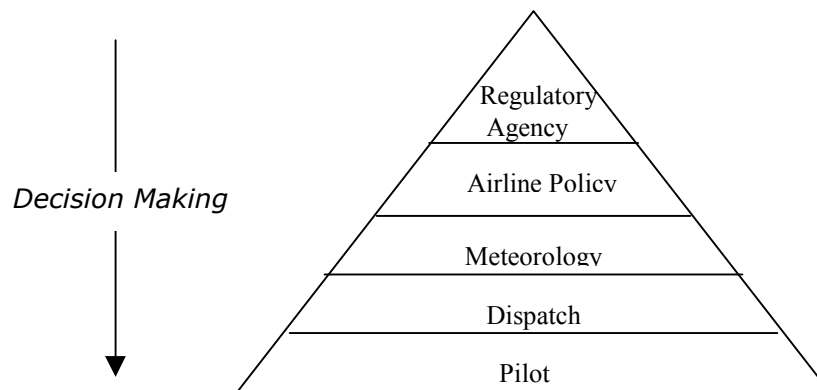 Regulatory
Agency
Airline Policy
Decision Making
Meteorology
Dispatch
Pilot